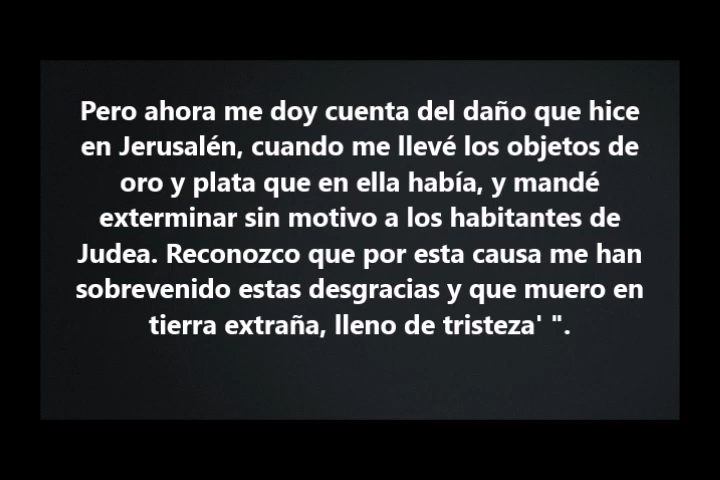 Pero ahora me doy cuenta del daño que hice
en Jerusalén, cuando me llevé los objetos de
oro y plata que en ella había, y mandé
exterminar sin motivo a los habitantes de
Judea. Reconozco que por esta causa me han
sobrevenido estas desgracias y que muero en
tierra extraña, lleno de tristeza' ".